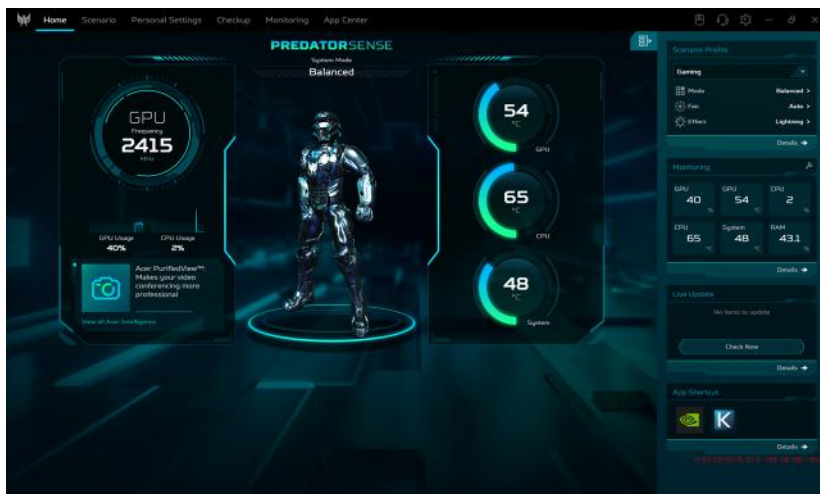 Home Scenario Personal Settings Checkup Monitoring App Center
PREDATORSENSE
System Mode
Balanced
GPU
Frequency
2415
MHz
GPU Usage CPU Usage
40% 2%
Acer PurifiedView™:
Makes your video
conferencing more
professional
View all Acer Intelligence
54
°C
GPU
65
°C
CPU
48
°C
System
Scenario Profile
Gaming
Mode Balanced >
Fan Auto >
Effect Lightning >
Details
Monitoring
GPU GPU CPU
40 54 2
% °C %
CPU System RAM
65 48 43.1
°C °C %
Details
Live Update
No items to update
Check Now
Details
App Shortcut
K
Details